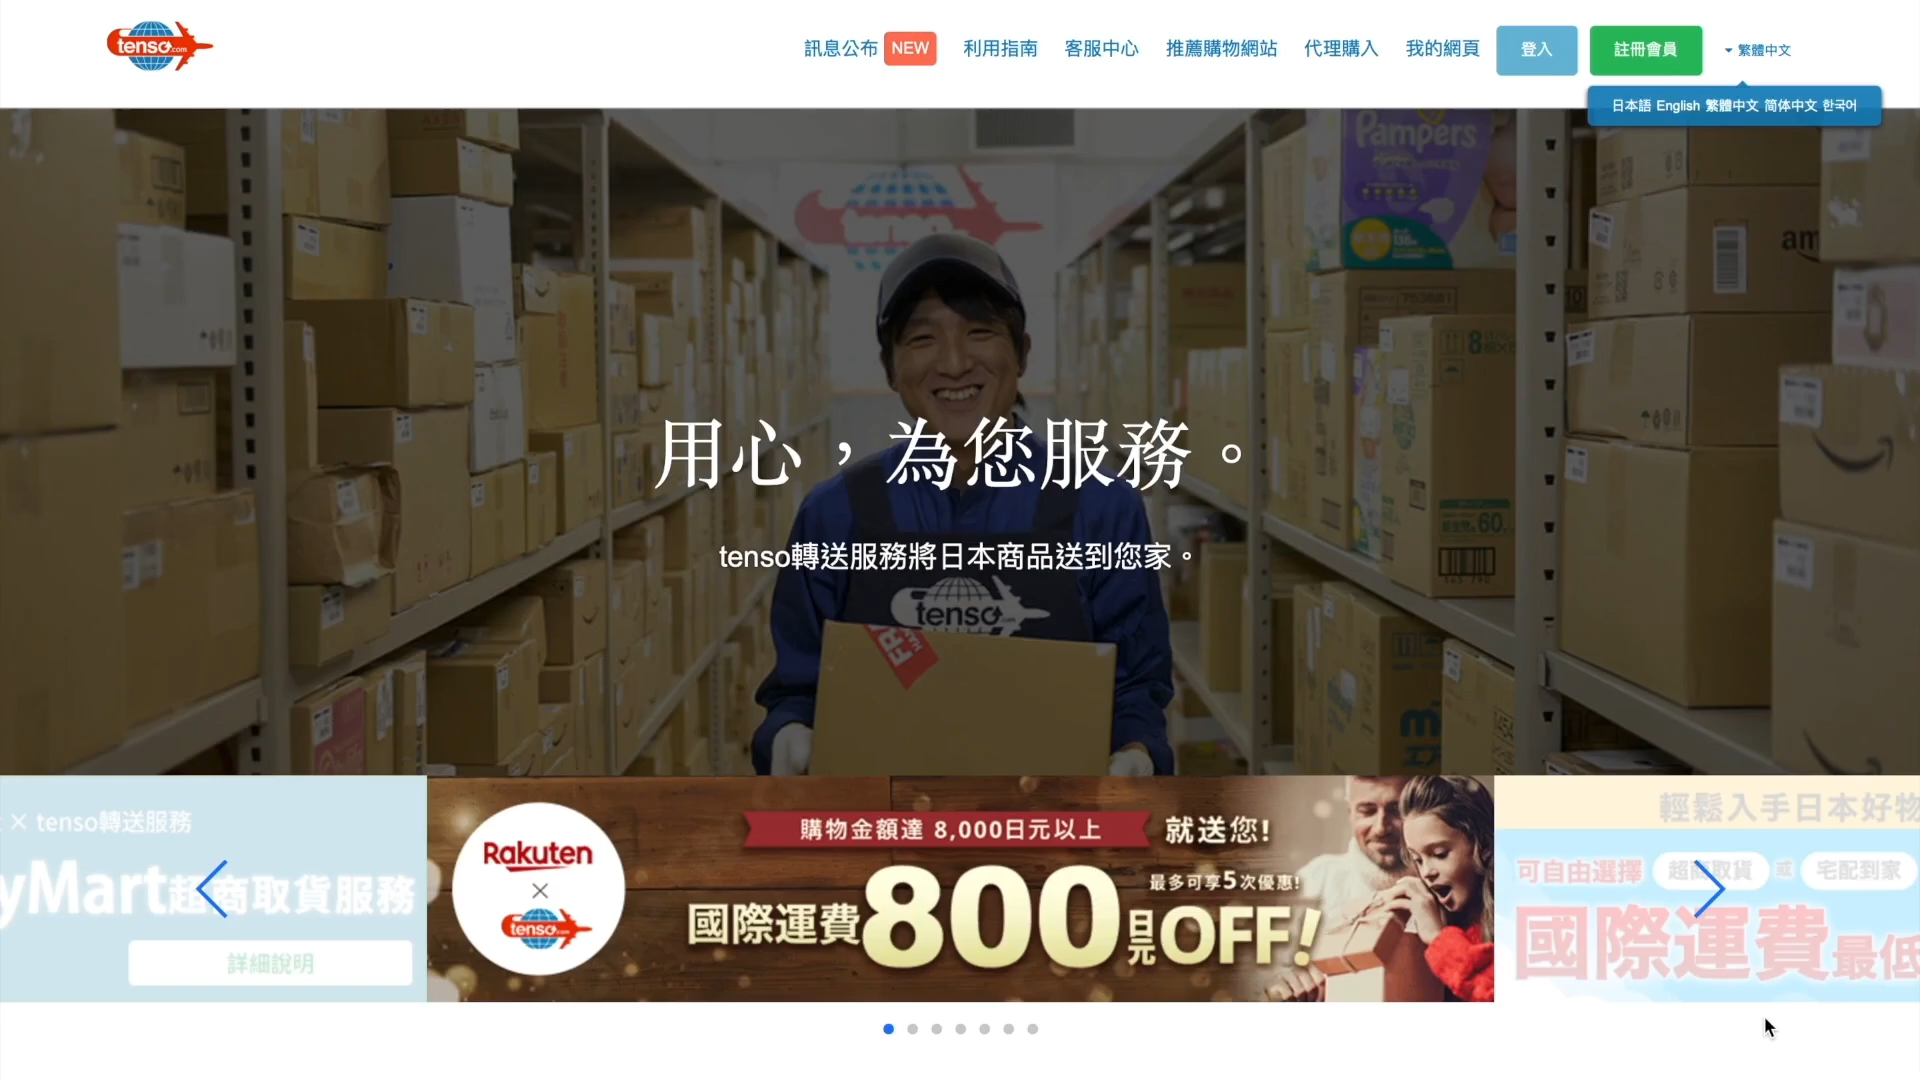 tenso.com
訊息公布 NEW 利用指南 客服中心 推薦購物網站 代理購入 我的網頁 登入 註冊會員 繁體中文
日本語 English 繁體中文 简体中文 한국어
Pampers
用心，為您服務。
tenso轉送服務將日本商品送到您家。
tenso.com
× tenso轉送服務
yMart超商取貨服務
詳細說明
Rakuten
×
tenso.com
購物金額達 8,000日元以上 就送您!
最多可享5次優惠!
國際運費800日元OFF!
輕鬆入手日本好物
可自由選擇 超商取貨 或 宅配到家
國際運費最低